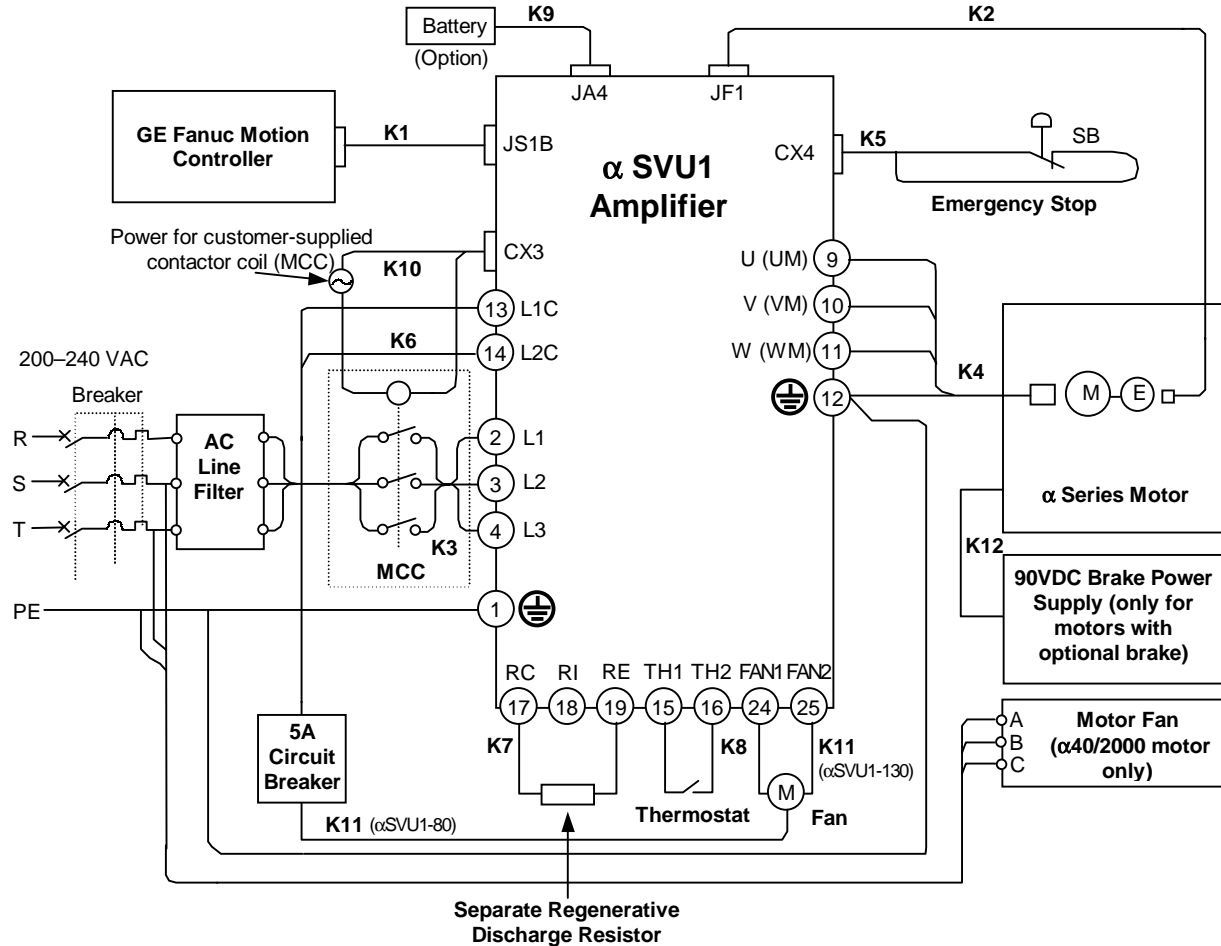 Battery
(Option)
K9
K2
JA4
JF1
GE Fanuc Motion
Controller
K1
JS1B
α SVU1
Amplifier
CX4
K5
SB
Emergency Stop
Power for customer-supplied
contactor coil (MCC)
K10
CX3
13
L1C
K6
14
L2C
U (UM)
9
V (VM)
10
W (WM)
11
12
K4
M
E
α Series Motor
200–240 VAC
Breaker
R
S
T
AC
Line
Filter
2
L1
3
L2
4
L3
K3
MCC
PE
1
K12
90VDC Brake Power
Supply (only for
motors with
optional brake)
RC
RI
RE
TH1
TH2
FAN1
FAN2
17
18
19
15
16
24
25
K7
K8
K11
(αSVU1-130)
5A
Circuit
Breaker
Thermostat
M
Fan
A
B
C
Motor Fan
(α40/2000 motor
only)
K11 (αSVU1-80)
Separate Regenerative
Discharge Resistor